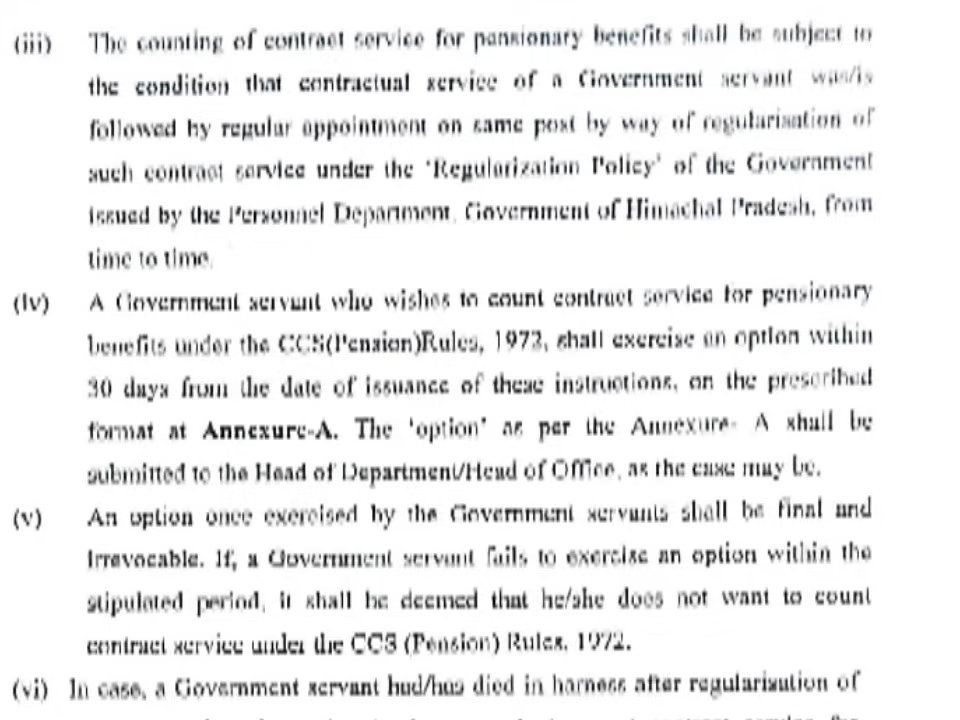 (iii) The counting of contract service for pensionary benefits shall be subject to
the condition that contractual service of a Government servant was/is
followed by regular appointment on same post by way of regularisation of
such contract service under the 'Regularization Policy' of the Government
issued by the Personnel Department, Government of Himachal Pradesh, from
time to time.
(iv) A Government servant who wishes to count contract service for pensionary
benefits under the CCS(Pension)Rules, 1972, shall exercise an option within
30 days from the date of issuance of these instructions, on the prescribed
format at Annexure-A. The 'option' as per the Annexure- A shall be
submitted to the Head of Department/Head of Office, as the case may be.
(v) An option once exercised by the Government servants shall be final and
irrevocable. If, a Government servant fails to exercise an option within the
stipulated period, it shall be deemed that he/she does not want to count
contract service under the CCS (Pension) Rules, 1972.
(vi) In case, a Government servant had/has died in harness after regularisation of